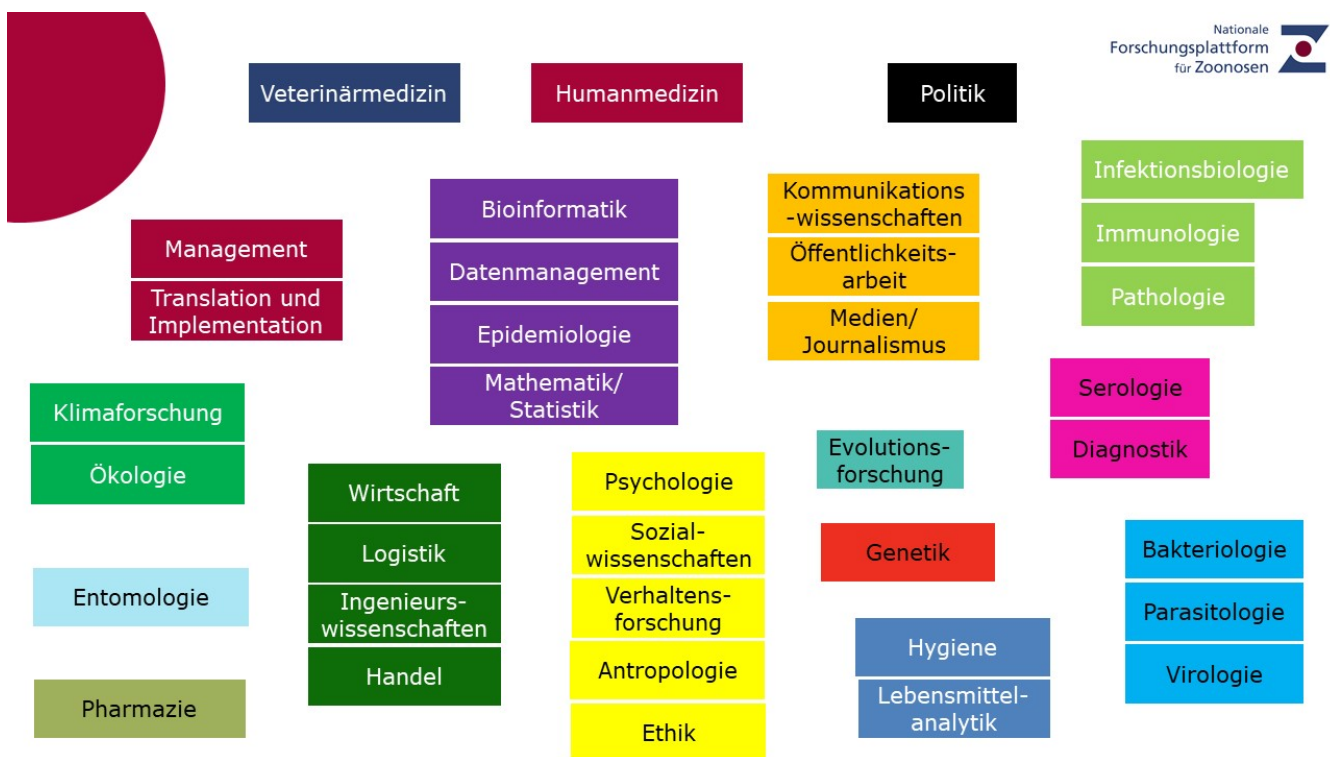 Nationale
Forschungsplattform
für Zoonosen
Veterinärmedizin
Humanmedizin
Politik
Management
Translation und
Implementation
Bioinformatik
Datenmanagement
Epidemiologie
Mathematik/
Statistik
Kommunikations
-wissenschaften
Öffentlichkeits-
arbeit
Medien/
Journalismus
Infektionsbiologie
Immunologie
Pathologie
Serologie
Diagnostik
Klimaforschung
Ökologie
Wirtschaft
Logistik
Ingenieurs-
wissenschaften
Handel
Psychologie
Sozial-
wissenschaften
Verhaltens-
forschung
Antropologie
Ethik
Evolutions-
forschung
Genetik
Entomologie
Pharmazie
Hygiene
Lebensmittel-
analytik
Bakteriologie
Parasitologie
Virologie